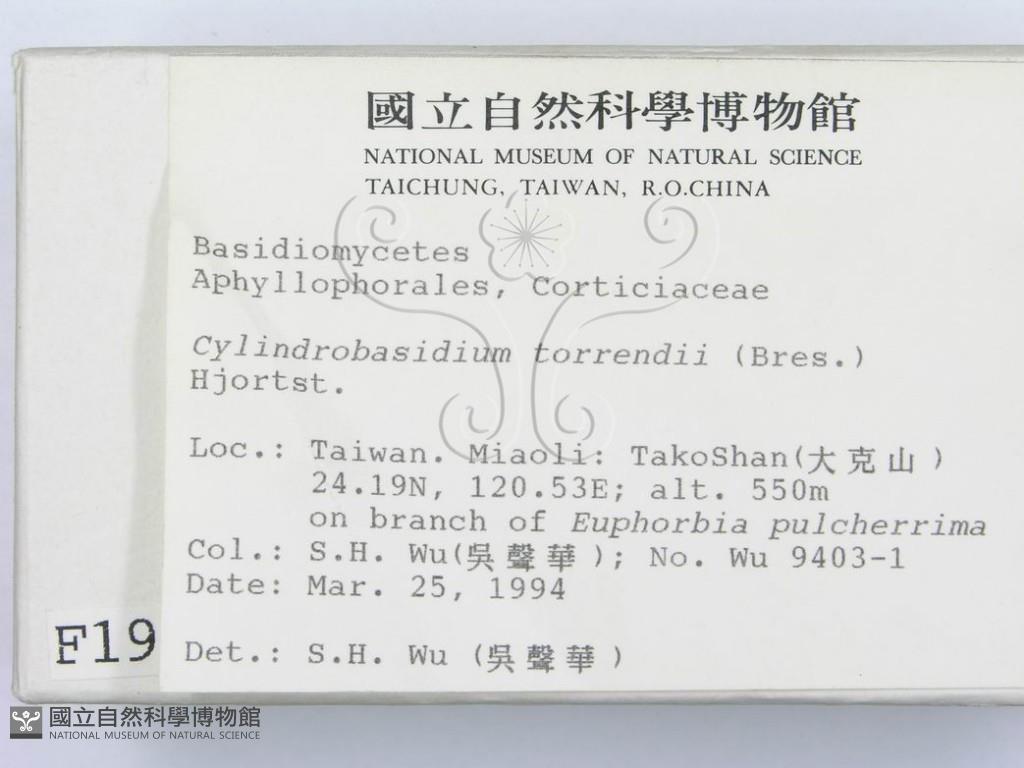 國立自然科學博物館
NATIONAL MUSEUM OF NATURAL SCIENCE
TAICHUNG, TAIWAN, R.O.CHINA
Basidiomycetes
Aphyllophorales, Corticiaceae
Cylindrobasidium torrendii (Bres.)
Hjortst.
Loc.: Taiwan. Miaoli: TakoShan(大克山)
24.19N, 120.53E; alt. 550m
on branch of Euphorbia pulcherrima
Col.: S.H. Wu(吳聲華); No. Wu 9403-1
Date: Mar. 25, 1994
F19
Det.: S.H. Wu (吳聲華)
國立自然科學博物館
NATIONAL MUSEUM OF NATURAL SCIENCE